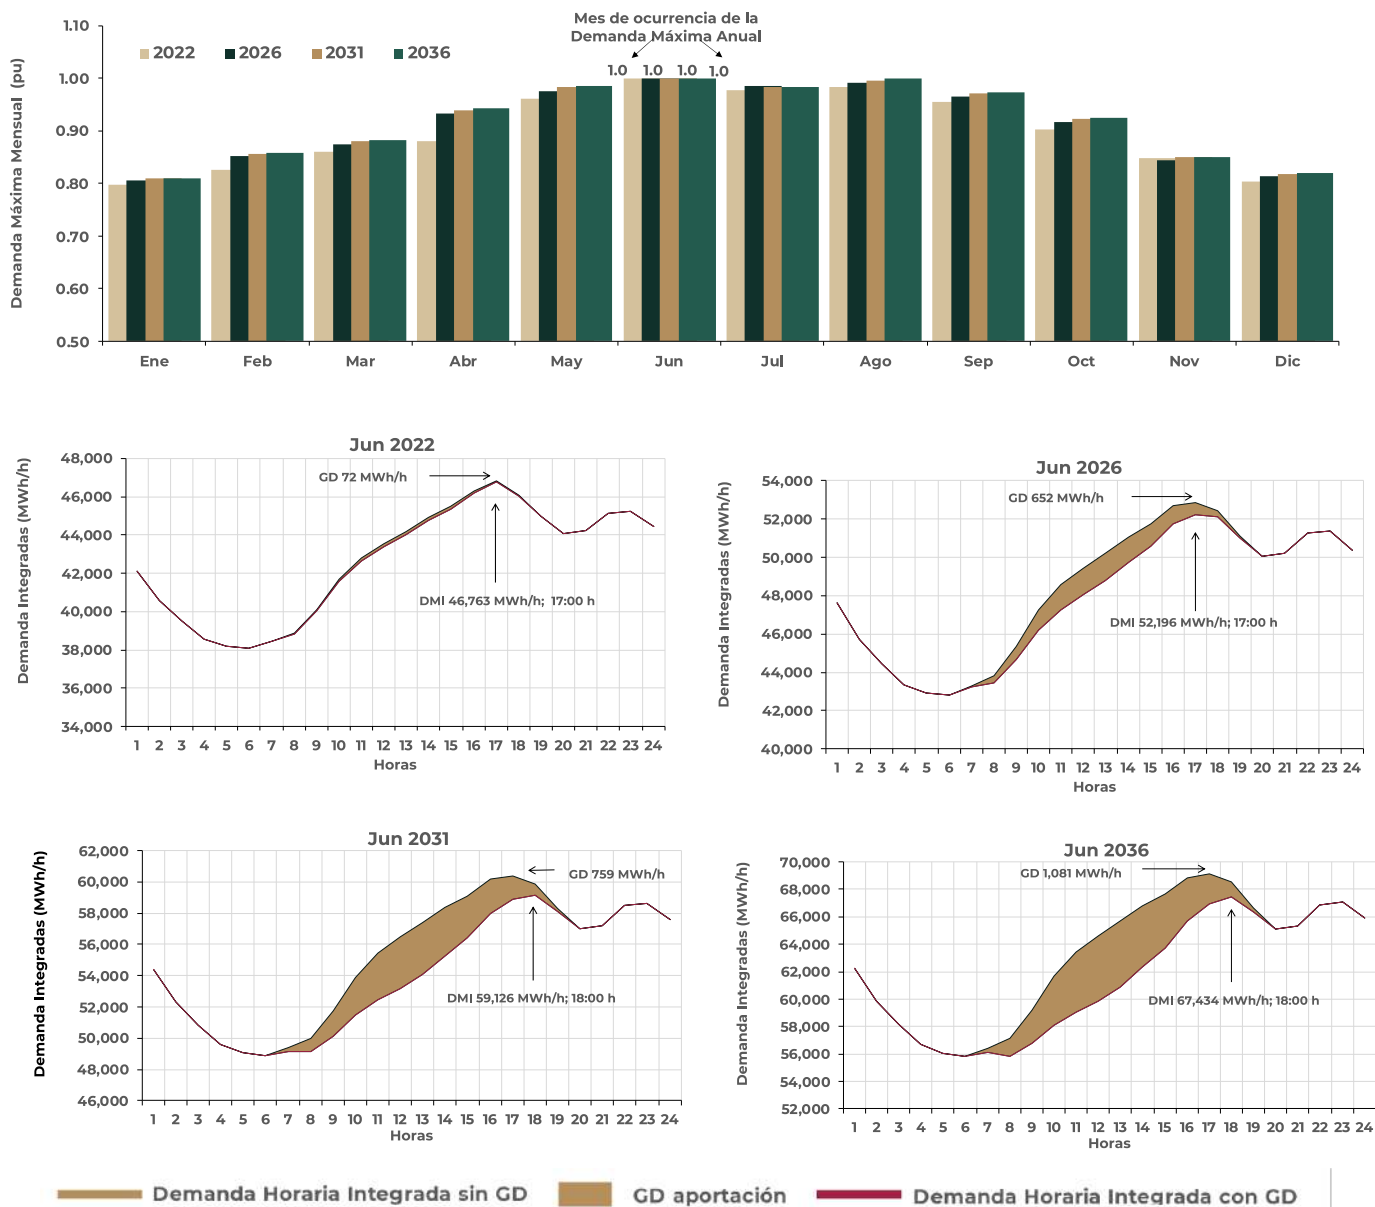 Mes de ocurrencia de la
Demanda Máxima Anual
Demanda Máxima Mensual (pu)
1.10
1.00
0.90
0.80
0.70
0.60
0.50
2022 2026 2031 2036
1.0 1.0 1.0 1.0
Ene Feb Mar Abr May Jun Jul Ago Sep Oct Nov Dic
Jun 2022
Demanda Integradas (MWh/h)
48,000
46,000
44,000
42,000
40,000
38,000
36,000
34,000
GD 72 MWh/h
DMI 46,763 MWh/h; 17:00 h
1 2 3 4 5 6 7 8 9 10 11 12 13 14 15 16 17 18 19 20 21 22 23 24
Horas
Jun 2026
Demanda Integradas (MWh/h)
54,000
52,000
50,000
48,000
46,000
44,000
42,000
40,000
GD 652 MWh/h
DMI 52,196 MWh/h; 17:00 h
1 2 3 4 5 6 7 8 9 10 11 12 13 14 15 16 17 18 19 20 21 22 23 24
Horas
Jun 2031
Demanda Integradas (MWh/h)
62,000
60,000
58,000
56,000
54,000
52,000
50,000
48,000
46,000
GD 759 MWh/h
DMI 59,126 MWh/h; 18:00 h
1 2 3 4 5 6 7 8 9 10 11 12 13 14 15 16 17 18 19 20 21 22 23 24
Horas
Jun 2036
Demanda Integradas (MWh/h)
70,000
68,000
66,000
64,000
62,000
60,000
58,000
56,000
54,000
52,000
GD 1,081 MWh/h
DMI 67,434 MWh/h; 18:00 h
1 2 3 4 5 6 7 8 9 10 11 12 13 14 15 16 17 18 19 20 21 22 23 24
Horas
Demanda Horaria Integrada sin GD GD aportación Demanda Horaria Integrada con GD